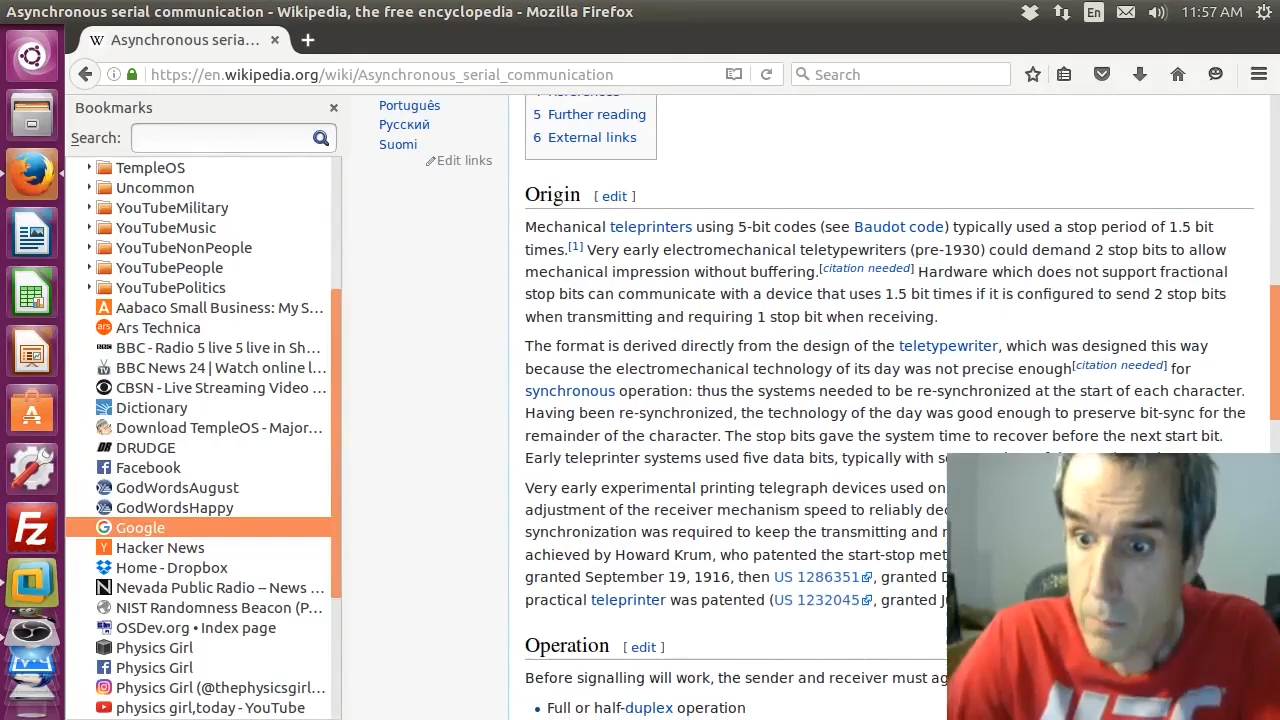 Asynchronous serial communication - Wikipedia, the free encyclopedia - Mozilla Firefox
En
11:57 AM
W Asynchronous seria...
https://en.wikipedia.org/wiki/Asynchronous_serial_communication
Search
Bookmarks
Search:
TempleOS
Uncommon
YouTubeMilitary
YouTubeMusic
YouTubeNonPeople
YouTubePeople
YouTubePolitics
Aabaco Small Business: My S...
Ars Technica
BBC - Radio 5 live 5 live in Sh...
BBC News 24 | Watch online l...
CBSN - Live Streaming Video ...
Dictionary
Download TempleOS - Major...
DRUDGE
Facebook
GodWordsAugust
GodWordsHappy
Google
Hacker News
Home - Dropbox
Nevada Public Radio – News ...
NIST Randomness Beacon (P...
OSDev.org • Index page
Physics Girl
Physics Girl
Physics Girl (@thephysicsgirl...
physics girl,today - YouTube
Português
Русский
Suomi
Edit links
5 Further reading
6 External links
Origin [ edit ]
Mechanical teleprinters using 5-bit codes (see Baudot code) typically used a stop period of 1.5 bit
times.[1] Very early electromechanical teletypewriters (pre-1930) could demand 2 stop bits to allow
mechanical impression without buffering.[citation needed] Hardware which does not support fractional
stop bits can communicate with a device that uses 1.5 bit times if it is configured to send 2 stop bits
when transmitting and requiring 1 stop bit when receiving.
The format is derived directly from the design of the teletypewriter, which was designed this way
because the electromechanical technology of its day was not precise enough[citation needed] for
synchronous operation: thus the systems needed to be re-synchronized at the start of each character.
Having been re-synchronized, the technology of the day was good enough to preserve bit-sync for the
remainder of the character. The stop bits gave the system time to recover before the next start bit.
Early teleprinter systems used five data bits, typically with
Very early experimental printing telegraph devices used on
adjustment of the receiver mechanism speed to reliably
synchronization was required to keep the transmitting and
achieved by Howard Krum, who patented the start-stop
granted September 19, 1916, then US 1286351, granted
practical teleprinter was patented (US 1232045, granted
Operation [ edit ]
Before signalling will work, the sender and receiver must
• Full or half-duplex operation